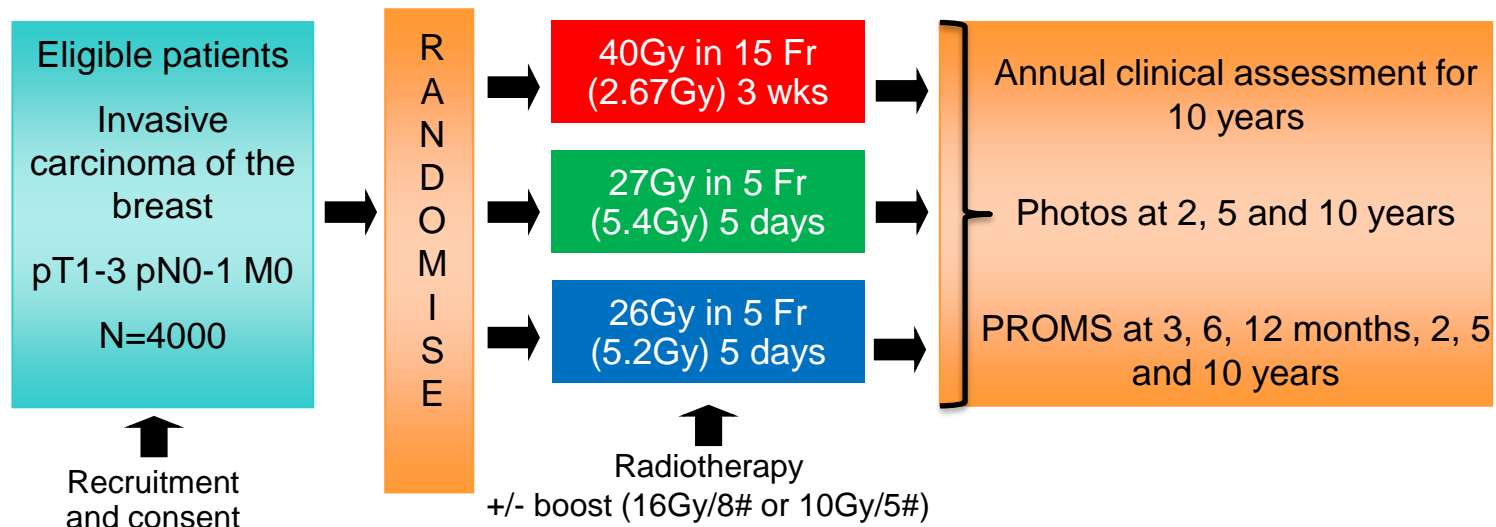 Eligible patients
Invasive
carcinoma of the
breast
pT1-3 pN0-1 M0
N=4000
Recruitment
and consent
R
A
N
D
O
M
I
S
E
40Gy in 15 Fr
(2.67Gy) 3 wks
27Gy in 5 Fr
(5.4Gy) 5 days
26Gy in 5 Fr
(5.2Gy) 5 days
Radiotherapy
+/- boost (16Gy/8# or 10Gy/5#)
Annual clinical assessment for
10 years
Photos at 2, 5 and 10 years
PROMS at 3, 6, 12 months, 2, 5
and 10 years